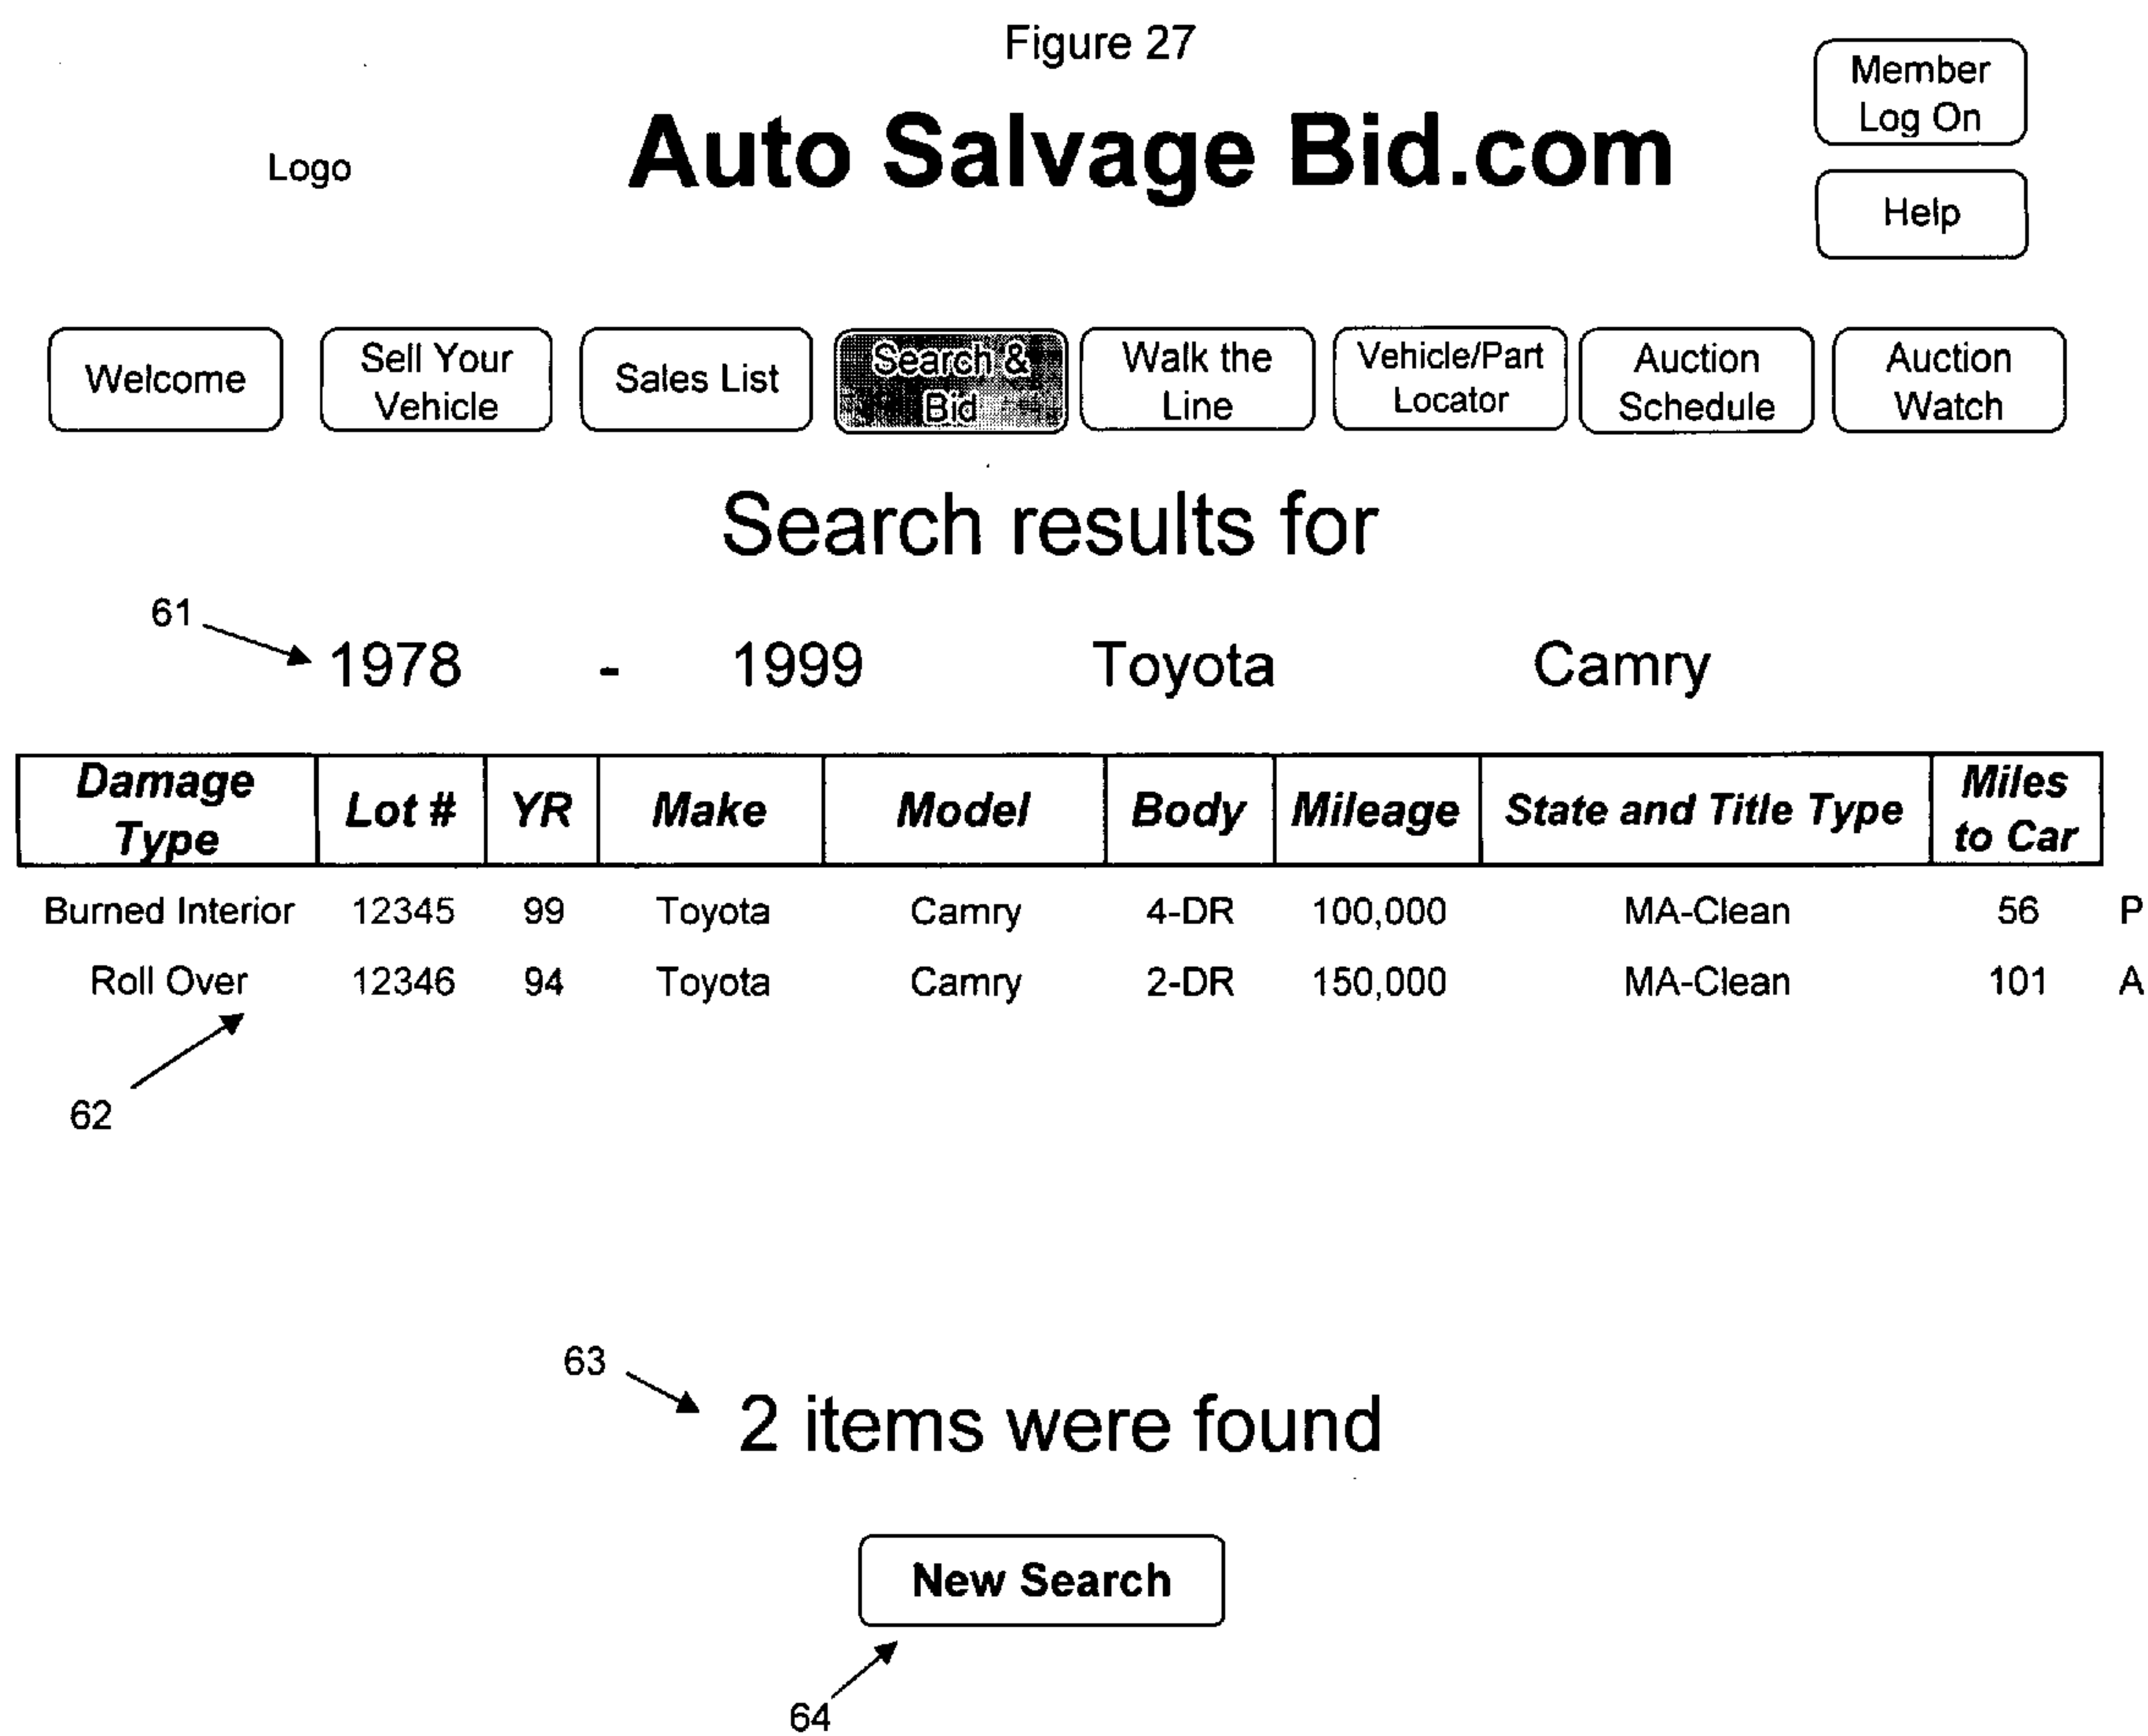 Figure 27
Member
Log On
Logo
Auto Salvage Bid.com
Help
Welcome
Sell Your
Vehicle
Sales List
Search &
Bid
Walk the
Line
Vehicle/Part
Locator
Auction
Schedule
Auction
Watch
Search results for
61
1978 - 1999 Toyota Camry
Damage
Type
Lot #
YR
Make
Model
Body
Mileage
State and Title Type
Miles
to Car
Burned Interior 12345 99 Toyota Camry 4-DR 100,000 MA-Clean 56 P
Roll Over 12346 94 Toyota Camry 2-DR 150,000 MA-Clean 101 A
62
63
2 items were found
New Search
64